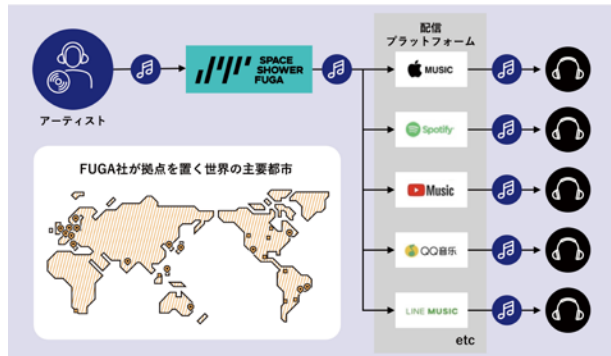 配信
プラットフォーム
SPACE
SHOWER
FUGA
MUSIC
アーティスト
Spotify
FUGA社が拠点を置く世界の主要都市
Music
QQ音乐
LINE MUSIC
etc